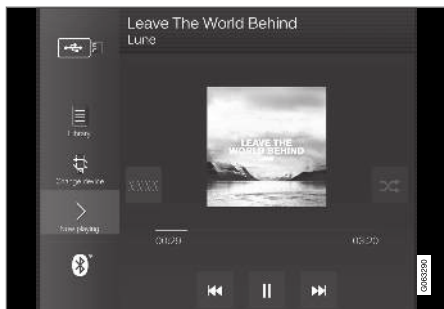 Leave The World Behind
Lune
Library
Change device
Now playing
LEAVE THE
WORLD BEHIND
XXXX
00:29
03:20
G063290